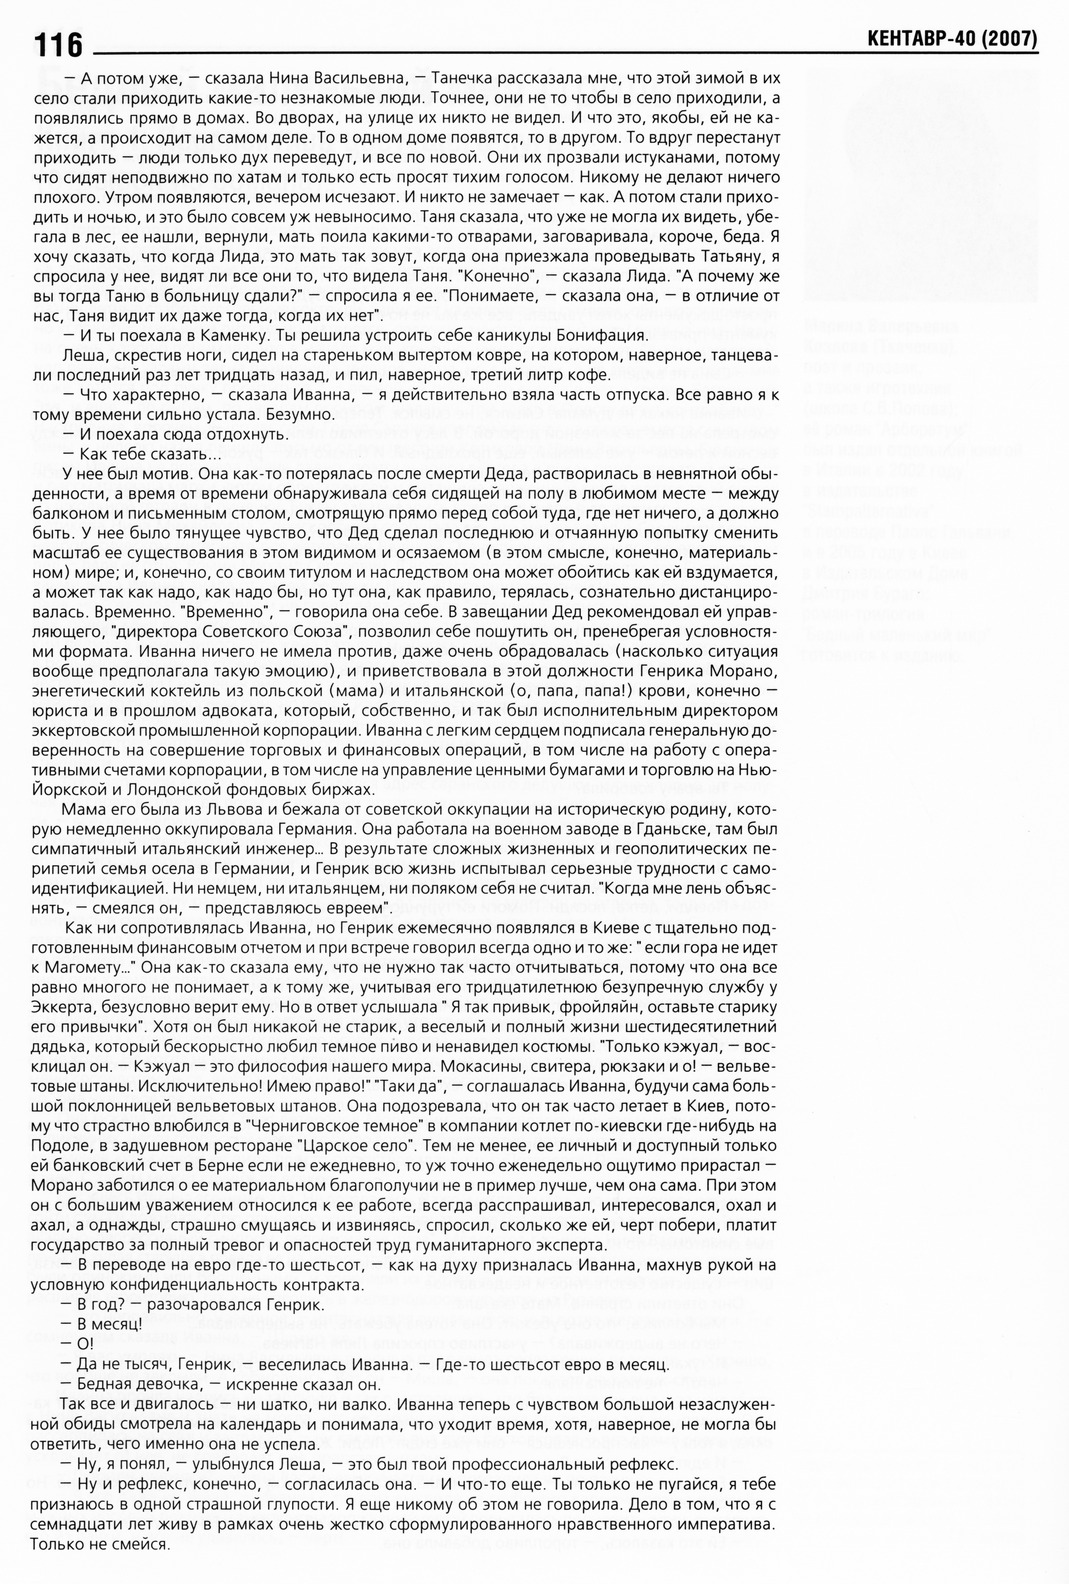 116
КЕНТАВР-40 (2007)
— А потом уже, — сказала Нина Васильевна, — Танечка рассказала мне, что этой зимой в их
село стали приходить какие-то незнакомые люди. Точнее, они не то чтобы в село приходили, а
появлялись прямо в домах. Во дворах, на улице их никто не видел. И что это, якобы, ей не ка-
жется, а происходит на самом деле. То в одном доме появятся, то в другом. То вдруг перестанут
приходить — люди только дух переведут, и все по новой. Они их прозвали истуканами, потому
что сидят неподвижно по хатам и только есть просят тихим голосом. Никому не делают ничего
плохого. Утром появляются, вечером исчезают. И никто не замечает — как. А потом стали прихо-
дить и ночью, и это было совсем уж невыносимо. Таня сказала, что уже не могла их видеть, убе-
гала в лес, ее нашли, вернули, мать поила какими-то отварами, заговаривала, короче, беда. Я
хочу сказать, что когда Лида, это мать так зовут, когда она приезжала проведывать Татьяну, я
спросила у нее, видят ли все они то, что видела Таня. "Конечно", — сказала Лида. "А почему же
вы тогда Таню в больницу сдали?" — спросила я ее. "Понимаете, — сказала она, — в отличие от
нас, Таня видит их даже тогда, когда их нет".
— И ты поехала в Каменку. Ты решила устроить себе каникулы Бонифация.
Леша, скрестив ноги, сидел на стареньком вытертом ковре, на котором, наверное, танцева-
ли последний раз лет тридцать назад, и пил, наверное, третий литр кофе.
— Что характерно, — сказала Иванна, — я действительно взяла часть отпуска. Все равно я к
тому времени сильно устала. Безумно.
— И поехала сюда отдохнуть.
— Как тебе сказать...
У нее был мотив. Она как-то потерялась после смерти Деда, растворилась в невнятной обы-
денности, а время от времени обнаруживала себя сидящей на полу в любимом месте — между
балконом и письменным столом, смотрящую прямо перед собой туда, где нет ничего, а должно
быть. У нее было тянущее чувство, что Дед сделал последнюю и отчаянную попытку сменить
масштаб ее существования в этом видимом и осязаемом (в этом смысле, конечно, материаль-
ном) мире; и, конечно, со своим титулом и наследством она может обойтись как ей вздумается,
а может так как надо, как надо бы, но тут она, как правило, терялась, сознательно дистанциро-
валась. Временно. "Временно", — говорила она себе. В завещании Дед рекомендовал ей управ-
ляющего, "директора Советского Союза", позволил себе пошутить он, пренебрегая условностя-
ми формата. Иванна ничего не имела против, даже очень обрадовалась (насколько ситуация
вообще предполагала такую эмоцию), и приветствовала в этой должности Генрика Морано,
энегетический коктейль из польской (мама) и итальянской (о, папа, папа!) крови, конечно —
юриста и в прошлом адвоката, который, собственно, и так был исполнительным директором
эккертовской промышленной корпорации. Иванна с легким сердцем подписала генеральную до-
веренность на совершение торговых и финансовых операций, в том числе на работу с опера-
тивными счетами корпорации, в том числе на управление ценными бумагами и торговлю на Нью-
Йоркской и Лондонской фондовых биржах.
Мама его была из Львова и бежала от советской оккупации на историческую родину, кото-
рую немедленно оккупировала Германия. Она работала на военном заводе в Гданьске, там был
симпатичный итальянский инженер... В результате сложных жизненных и геополитических пе-
рипетий семья осела в Германии, и Генрик всю жизнь испытывал серьезные трудности с само-
идентификацией. Ни немцем, ни итальянцем, ни поляком себя не считал. "Когда мне лень объяс-
нять, — смеялся он, — представляюсь евреем".
Как ни сопротивлялась Иванна, но Генрик ежемесячно появлялся в Киеве с тщательно под-
готовленным финансовым отчетом и при встрече говорил всегда одно и то же: " если гора не идет
к Магомету..." Она как-то сказала ему, что не нужно так часто отчитываться, потому что она все
равно многого не понимает, а к тому же, учитывая его тридцатилетнюю безупречную службу у
Эккерта, безусловно верит ему. Но в ответ услышала " Я так привык, фройляйн, оставьте старику
его привычки". Хотя он был никакой не старик, а веселый и полный жизни шестидесятилетний
дядька, который бескорыстно любил темное пиво и ненавидел костюмы. "Только кэжуал, — вос-
клицал он. — Кэжуал — это философия нашего мира. Мокасины, свитера, рюкзаки и о! — вельве-
товые штаны. Исключительно! Имею право!" "Таки да", — соглашалась Иванна, будучи сама боль-
шой поклонницей вельветовых штанов. Она подозревала, что он так часто летает в Киев, пото-
му что страстно влюбился в "Черниговское темное" в компании котлет по-киевски где-нибудь на
Подоле, в задушевном ресторане "Царское село". Тем не менее, ее личный и доступный только
ей банковский счет в Берне если не ежедневно, то уж точно еженедельно ощутимо прирастал —
Морано заботился о ее материальном благополучии не в пример лучше, чем она сама. При этом
он с большим уважением относился к ее работе, всегда расспрашивал, интересовался, охал и
ахал, а однажды, страшно смущаясь и извиняясь, спросил, сколько же ей, черт побери, платит
государство за полный тревог и опасностей труд гуманитарного эксперта.
— В переводе на евро где-то шестьсот, — как на духу призналась Иванна, махнув рукой на
условную конфиденциальность контракта.
— В год? — разочаровался Генрик.
— В месяц!
— О!
— Да не тысяч, Генрик, — веселилась Иванна. — Где-то шестьсот евро в месяц.
— Бедная девочка, — искренне сказал он.
Так все и двигалось — ни шатко, ни валко. Иванна теперь с чувством большой незаслужен-
ной обиды смотрела на календарь и понимала, что уходит время, хотя, наверное, не могла бы
ответить, чего именно она не успела.
— Ну, я понял, — улыбнулся Леша, — это был твой профессиональный рефлекс.
— Ну и рефлекс, конечно, — согласилась она. — И что-то еще. Ты только не пугайся, я тебе
признаюсь в одной страшной глупости. Я еще никому об этом не говорила. Дело в том, что я с
семнадцати лет живу в рамках очень жестко сформулированного нравственного императива.
Только не смейся.